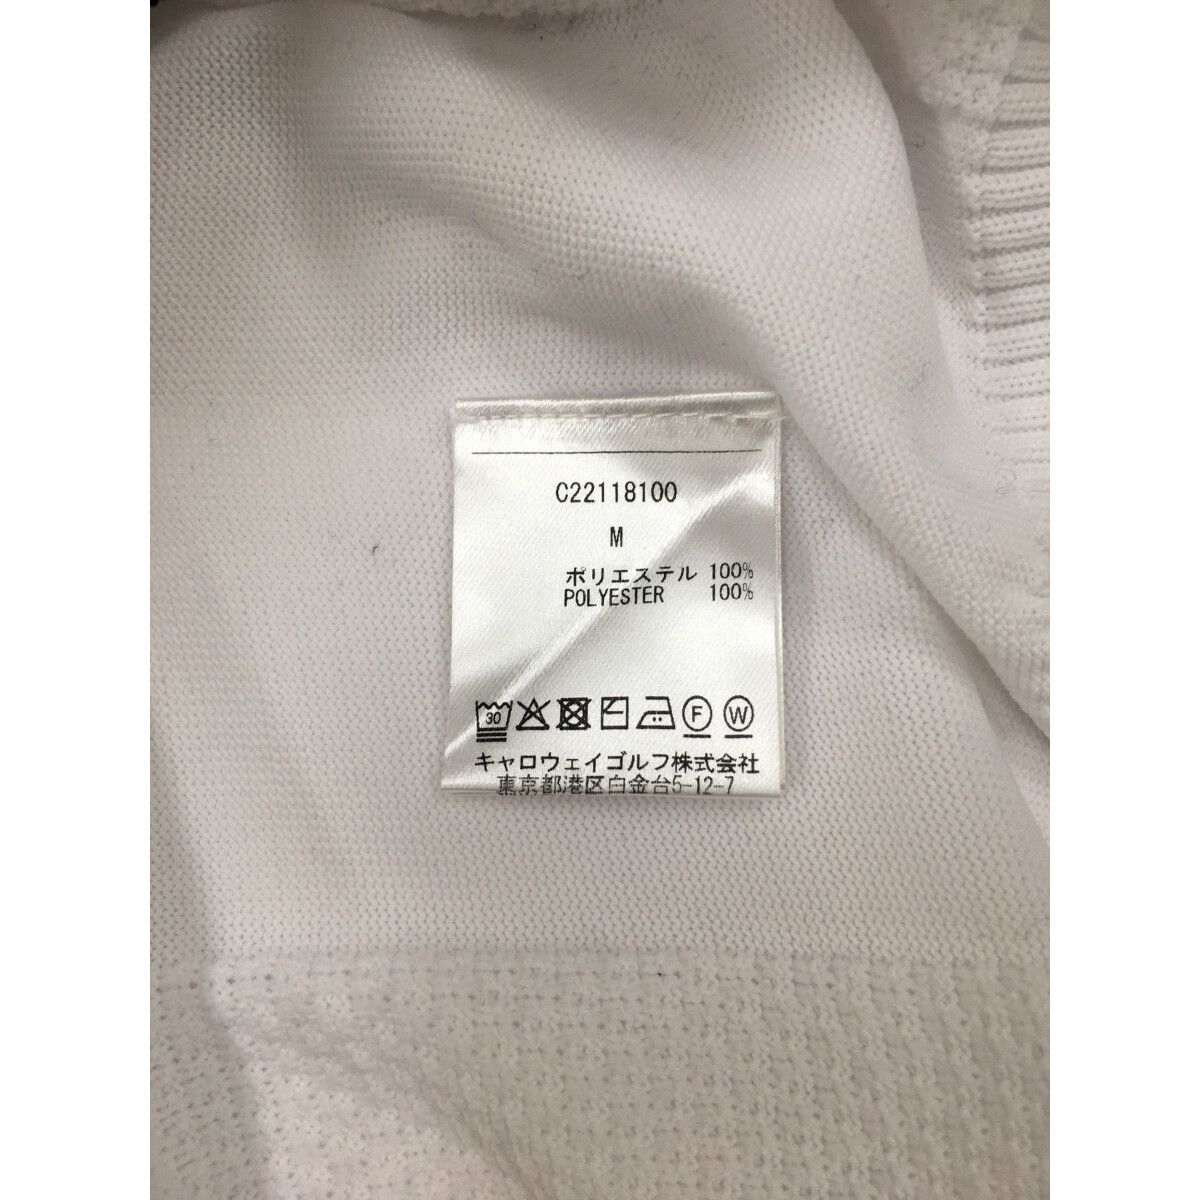 C22118100
M
ポリエステル 100%
POLYESTER 100%
30 F W
キャロウェイゴルフ株式会社
東京都港区白金台5-12-7